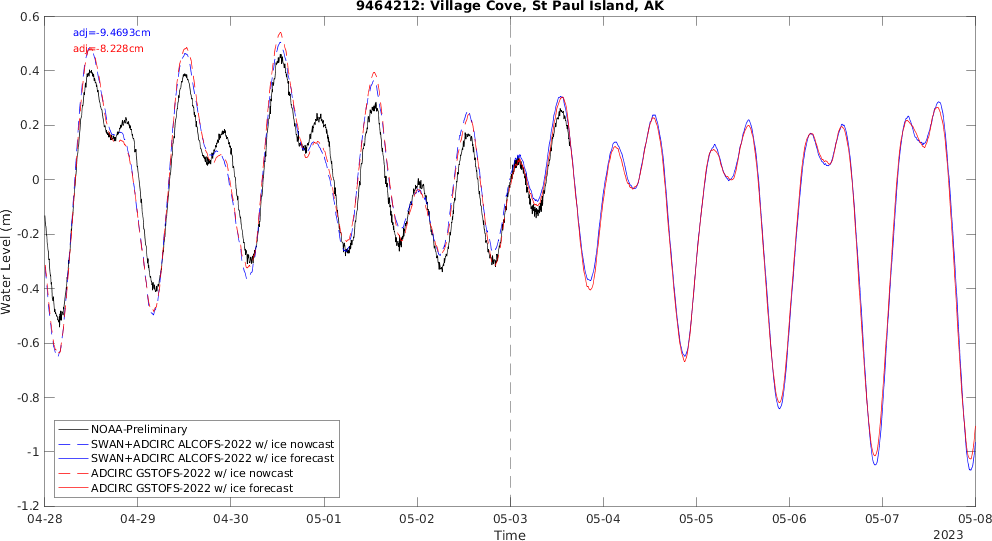 9464212: Village Cove, St Paul Island, AK
adj=-9.4693cm
adj=-8.228cm
0.6
0.4
0.2
0
-0.2
-0.4
-0.6
-0.8
-1
-1.2
Water Level (m)
NOAA-Preliminary
SWAN+ADCIRC ALCOFS-2022 w/ ice nowcast
SWAN+ADCIRC ALCOFS-2022 w/ ice forecast
ADCIRC GSTOFS-2022 w/ ice nowcast
ADCIRC GSTOFS-2022 w/ ice forecast
04-28 04-29 04-30 05-01 05-02 05-03 05-04 05-05 05-06 05-07 05-08
Time
2023